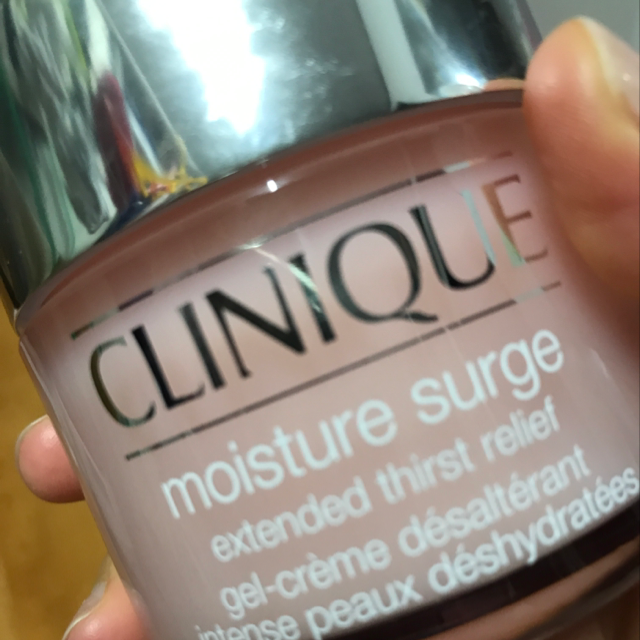 CLINIQUE
moisture surge
extended thirst relief
gel-crème désaltérant
intense peaux déshydratées